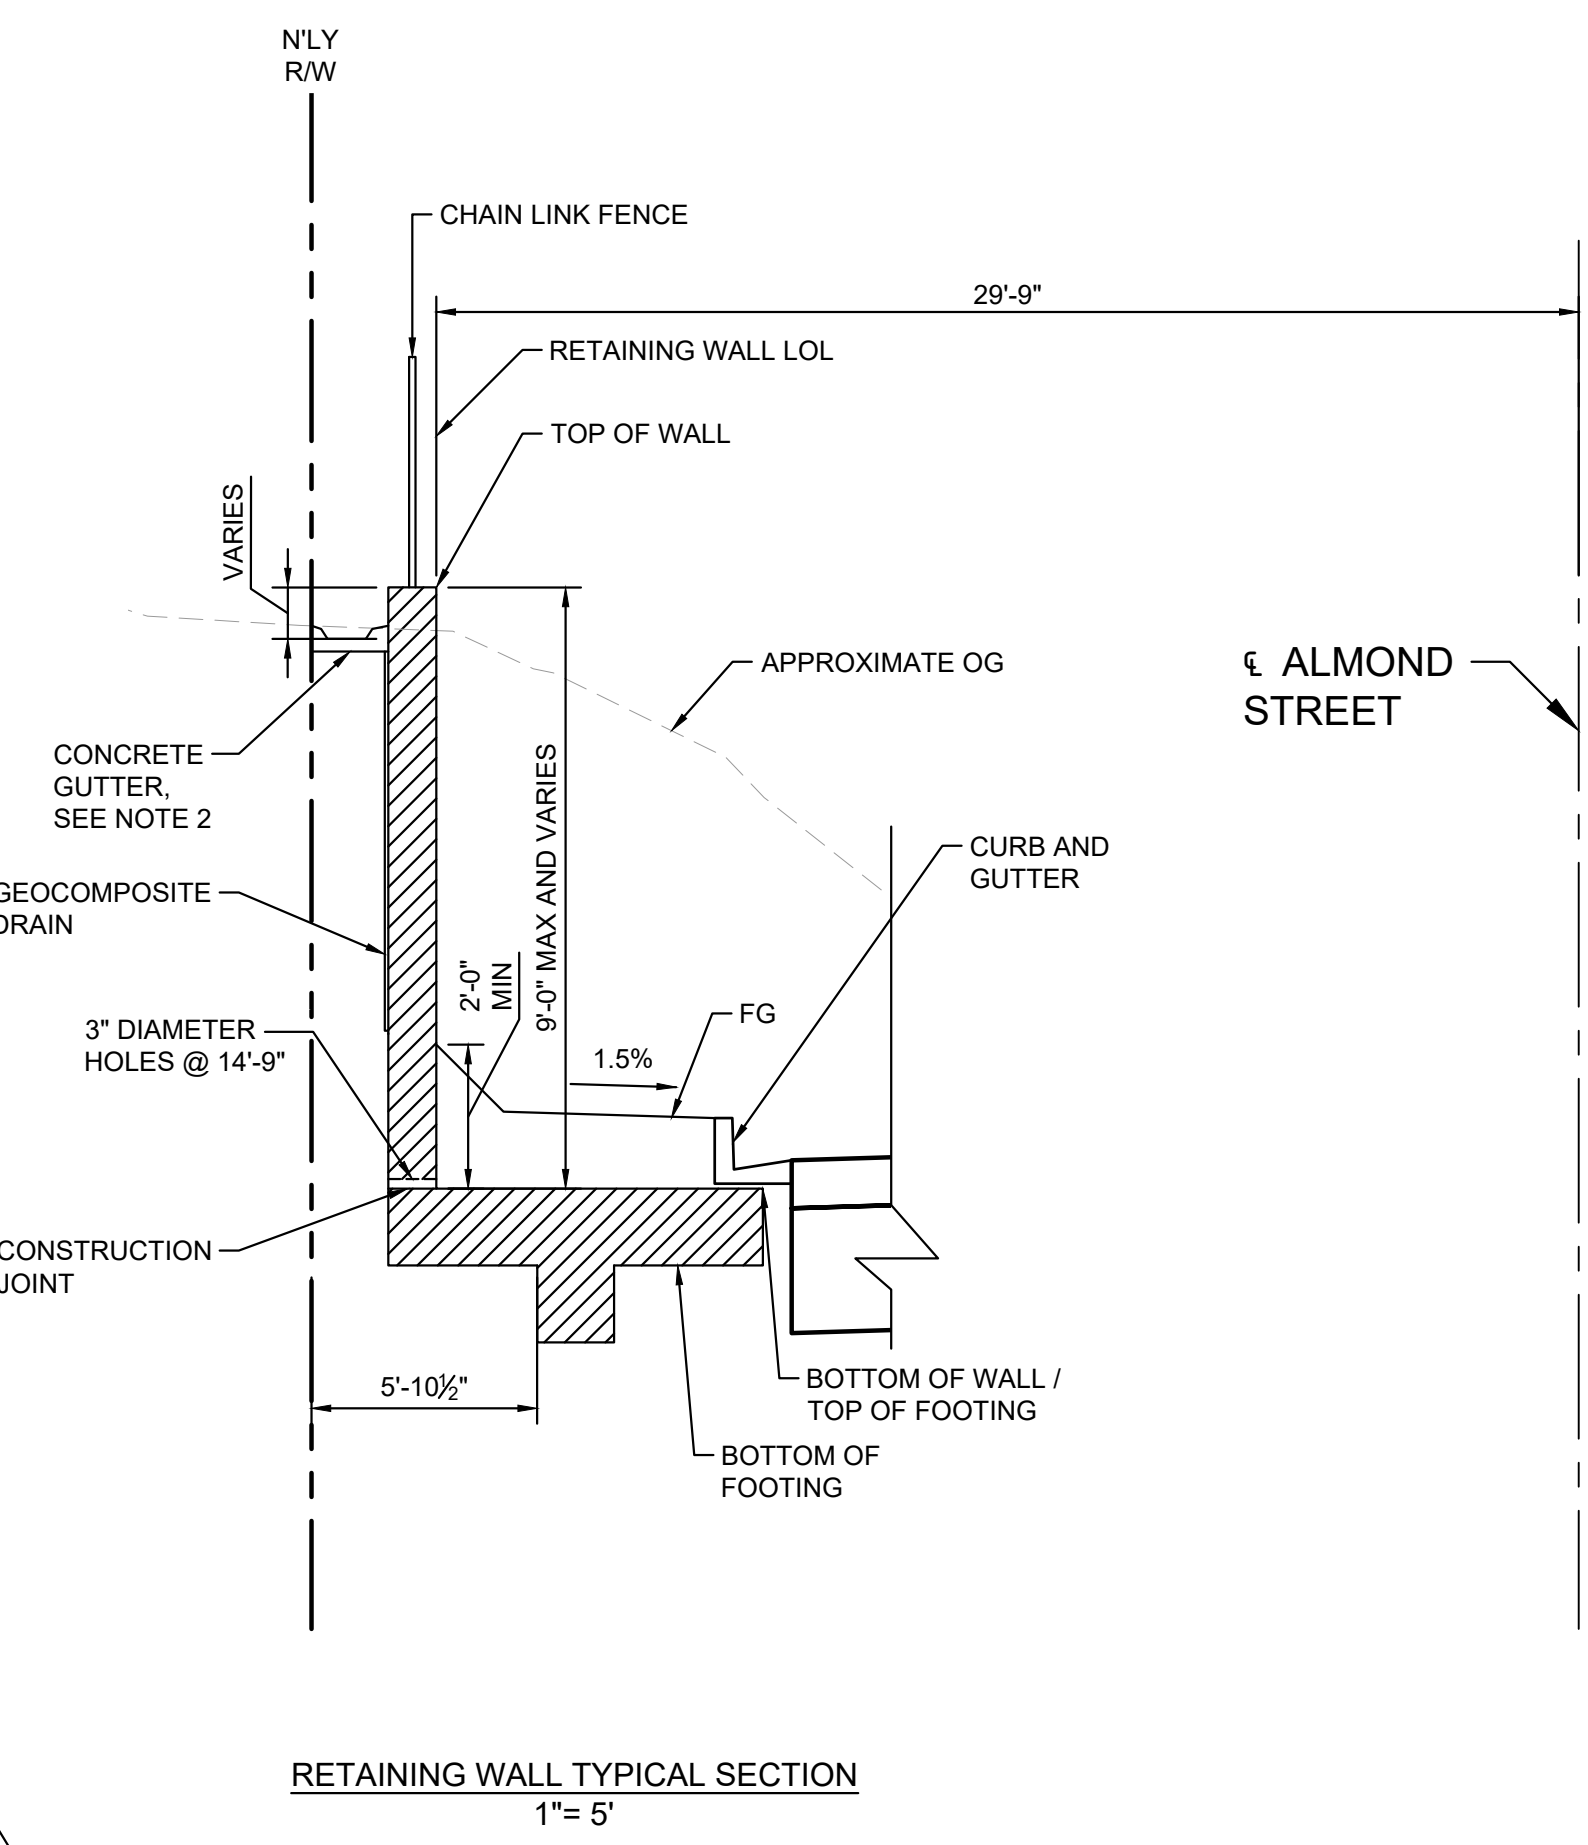 N'LY
R/W
CHAIN LINK FENCE
29'-9"
RETAINING WALL LOL
TOP OF WALL
VARIES
APPROXIMATE OG
℄ ALMOND
STREET
CONCRETE
GUTTER,
SEE NOTE 2
9'-0" MAX AND VARIES
CURB AND
GUTTER
GEOCOMPOSITE
DRAIN
2'-0"
MIN
FG
3" DIAMETER
HOLES @ 14'-9"
1.5%
CONSTRUCTION
JOINT
5'-10½"
BOTTOM OF WALL /
TOP OF FOOTING
BOTTOM OF
FOOTING
RETAINING WALL TYPICAL SECTION
1"= 5'